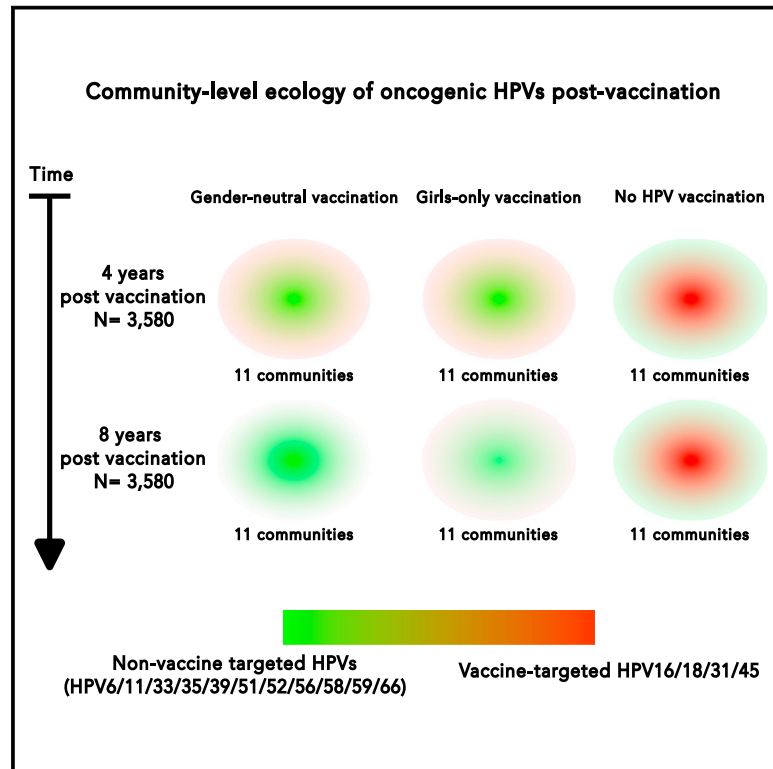 Community-level ecology of oncogenic HPVs post-vaccination
Time
Gender-neutral vaccination
Girls-only vaccination
No HPV vaccination
4 years
post vaccination
N= 3,580
11 communities
11 communities
11 communities
8 years
post vaccination
N= 3,580
11 communities
11 communities
11 communities
Non-vaccine targeted HPVs
(HPV6/11/33/35/39/51/52/56/58/59/66)
Vaccine-targeted HPV16/18/31/45